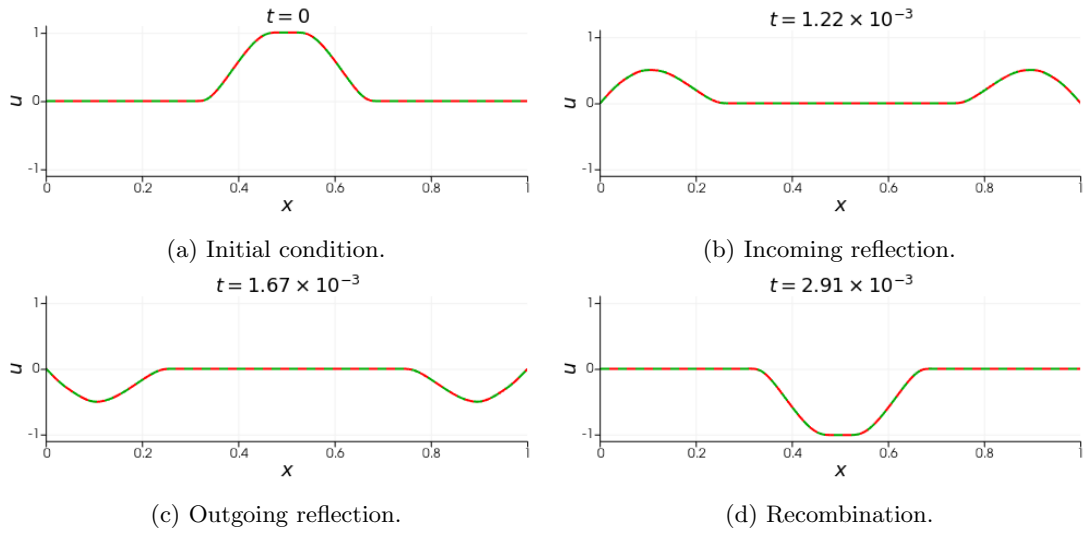 t = 0
1
0
-1
u
0 0.2 0.4 0.6 0.8 1
x
(a) Initial condition.
t = 1.22 × 10⁻³
1
0
-1
u
0 0.2 0.4 0.6 0.8 1
x
(b) Incoming reflection.
t = 1.67 × 10⁻³
1
0
-1
u
0 0.2 0.4 0.6 0.8 1
x
(c) Outgoing reflection.
t = 2.91 × 10⁻³
1
0
-1
u
0 0.2 0.4 0.6 0.8 1
x
(d) Recombination.